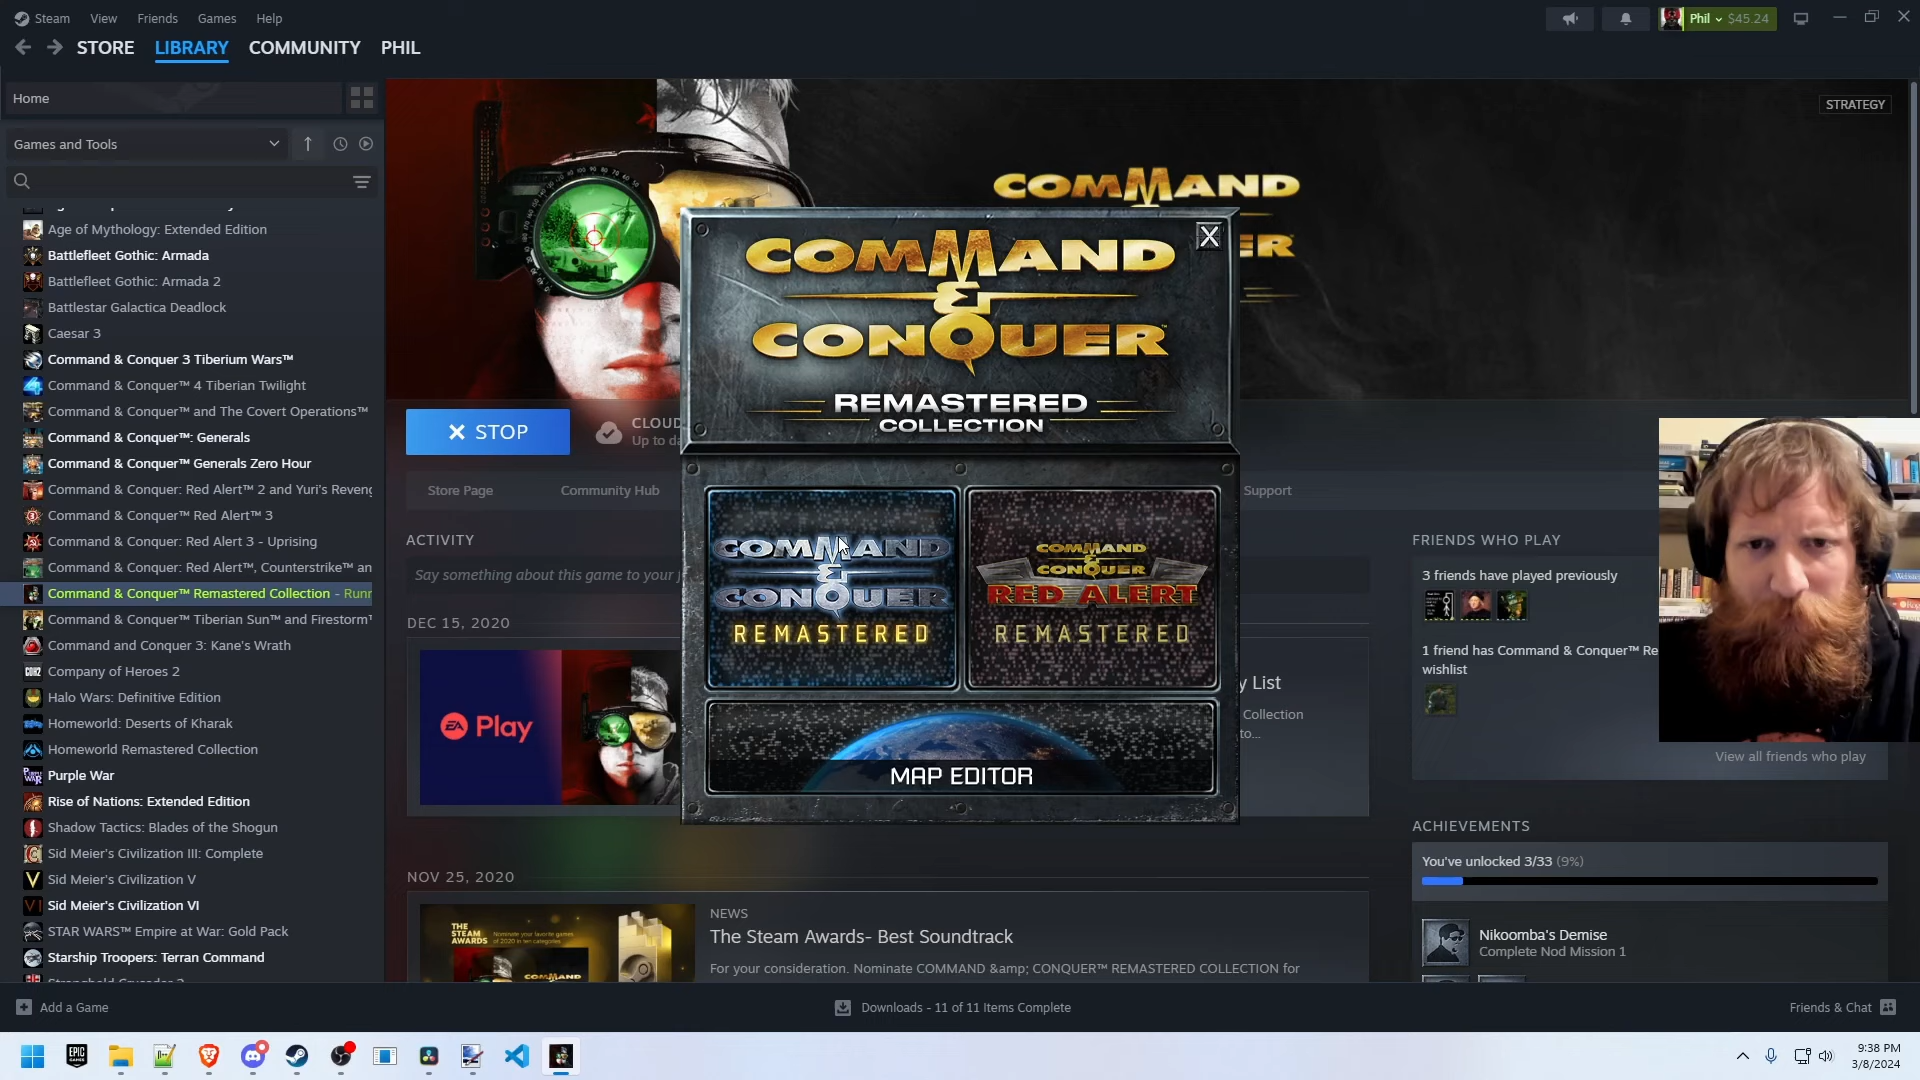 Steam
View
Friends
Games
Help
Phil
$45.24
STORE
LIBRARY
COMMUNITY
PHIL
Home
Games and Tools
Age of Mythology: Extended Edition
Battlefleet Gothic: Armada
Battlefleet Gothic: Armada 2
Battlestar Galactica Deadlock
Caesar 3
Command & Conquer 3 Tiberium Wars™
Command & Conquer™ 4 Tiberian Twilight
Command & Conquer™ and The Covert Operations™
Command & Conquer™: Generals
Command & Conquer™ Generals Zero Hour
Command & Conquer: Red Alert™ 2 and Yuri's Reveng
Command & Conquer™ Red Alert™ 3
Command & Conquer: Red Alert 3 - Uprising
Command & Conquer: Red Alert™, Counterstrike™ an
Command & Conquer™ Remastered Collection - Runn
Command & Conquer™ Tiberian Sun™ and Firestorm™
Command and Conquer 3: Kane's Wrath
Company of Heroes 2
Halo Wars: Definitive Edition
Homeworld: Deserts of Kharak
Homeworld Remastered Collection
Purple War
Rise of Nations: Extended Edition
Shadow Tactics: Blades of the Shogun
Sid Meier's Civilization III: Complete
Sid Meier's Civilization V
Sid Meier's Civilization VI
STAR WARS™ Empire at War: Gold Pack
Starship Troopers: Terran Command
STRATEGY
COMMAND
ER
STOP
CLOUD
Up to da
Store Page
Community Hub
Support
ACTIVITY
Say something about this game to your f
DEC 15, 2020
EA Play
y List
Collection
to...
NOV 25, 2020
THE STEAM AWARDS
NEWS
The Steam Awards- Best Soundtrack
For your consideration. Nominate COMMAND &amp; CONQUER™ REMASTERED COLLECTION for
X
COMMAND
&
CONQUER™
REMASTERED
COLLECTION
COMMAND
&
CONQUER
REMASTERED
COMMAND
&
CONQUER
RED ALERT
REMASTERED
MAP EDITOR
FRIENDS WHO PLAY
3 friends have played previously
1 friend has Command & Conquer™ Re
wishlist
View all friends who play
ACHIEVEMENTS
You've unlocked 3/33 (9%)
Nikoomba's Demise
Complete Nod Mission 1
Add a Game
Downloads - 11 of 11 Items Complete
Friends & Chat
9:38 PM
3/8/2024